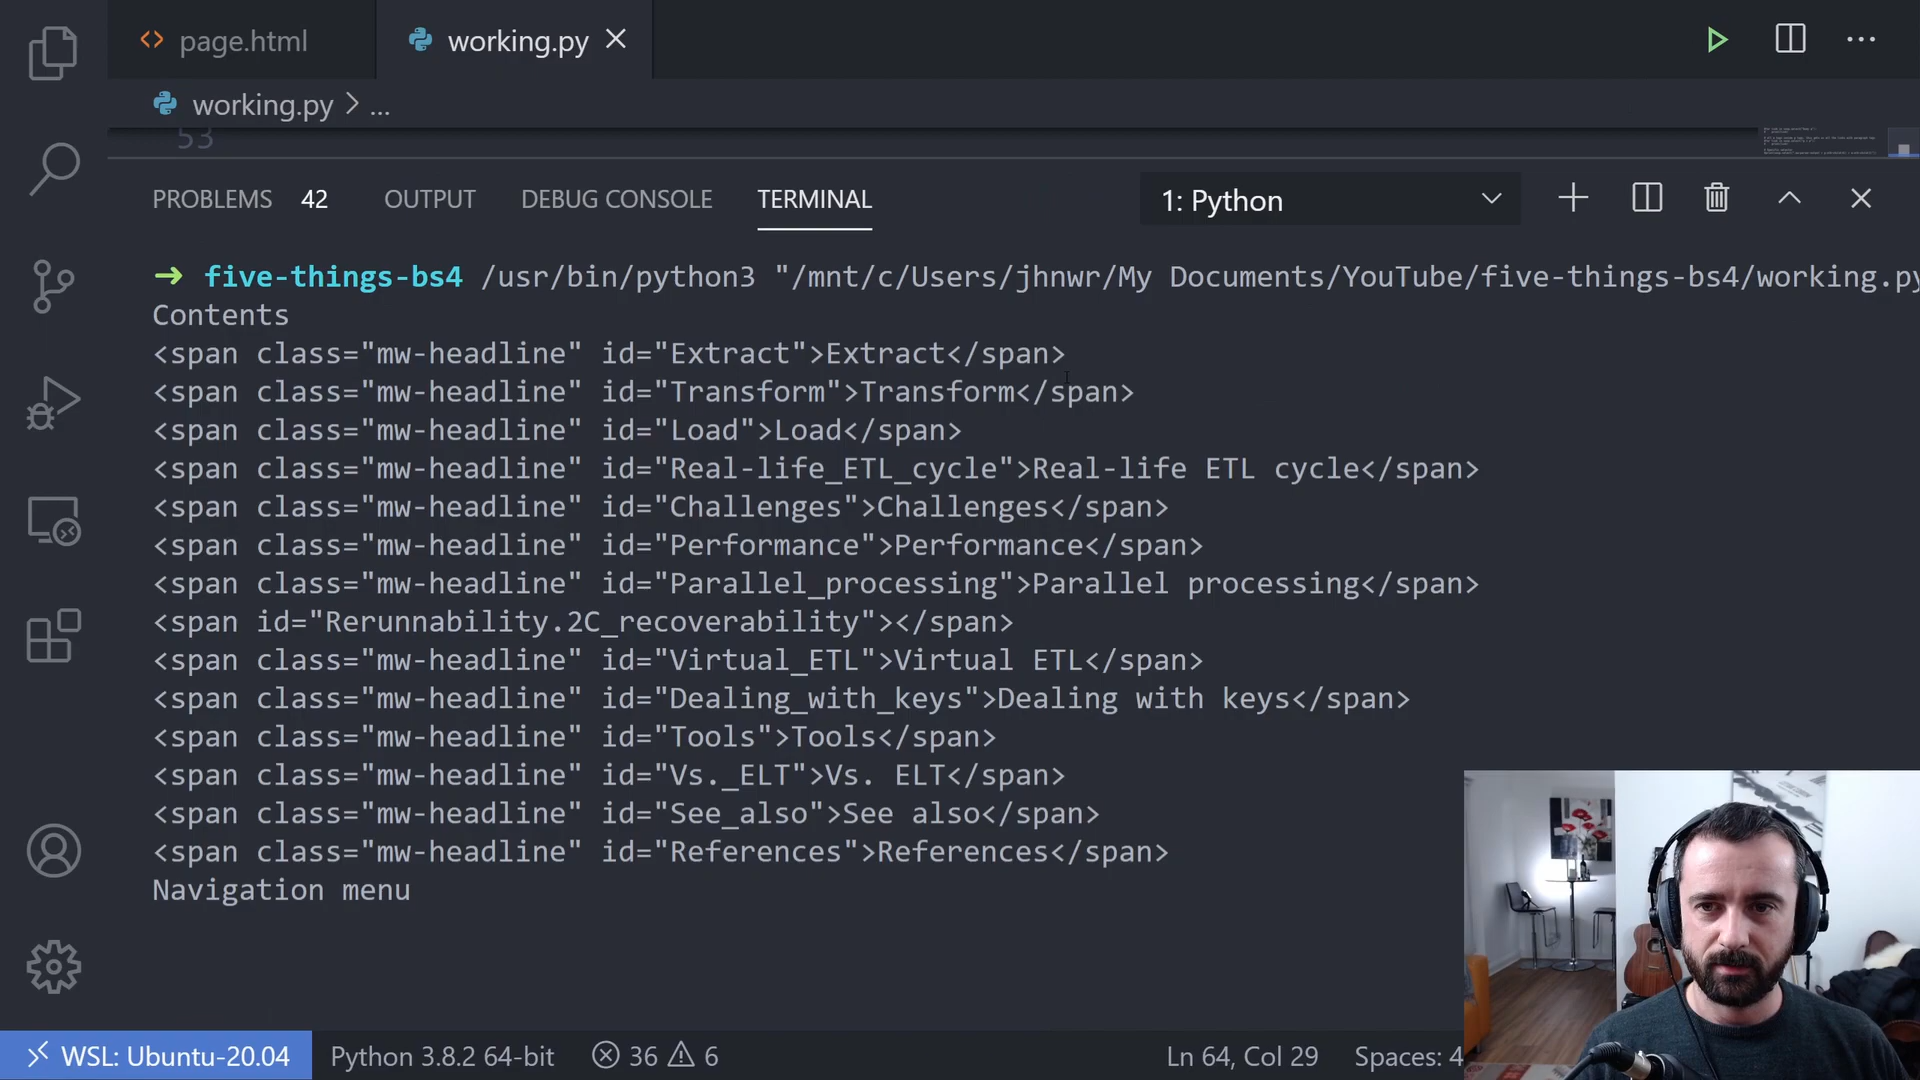 page.html
working.py
working.py > ...
53
PROBLEMS 42 OUTPUT DEBUG CONSOLE TERMINAL 1: Python
→ five-things-bs4 /usr/bin/python3 "/mnt/c/Users/jhnwr/My Documents/YouTube/five-things-bs4/working.py
Contents
<span class="mw-headline" id="Extract">Extract</span>
<span class="mw-headline" id="Transform">Transform</span>
<span class="mw-headline" id="Load">Load</span>
<span class="mw-headline" id="Real-life_ETL_cycle">Real-life ETL cycle</span>
<span class="mw-headline" id="Challenges">Challenges</span>
<span class="mw-headline" id="Performance">Performance</span>
<span class="mw-headline" id="Parallel_processing">Parallel processing</span>
<span id="Rerunnability.2C_recoverability"></span>
<span class="mw-headline" id="Virtual_ETL">Virtual ETL</span>
<span class="mw-headline" id="Dealing_with_keys">Dealing with keys</span>
<span class="mw-headline" id="Tools">Tools</span>
<span class="mw-headline" id="Vs._ELT">Vs. ELT</span>
<span class="mw-headline" id="See_also">See also</span>
<span class="mw-headline" id="References">References</span>
Navigation menu
WSL: Ubuntu-20.04 Python 3.8.2 64-bit 36 6 Ln 64, Col 29 Spaces: 4